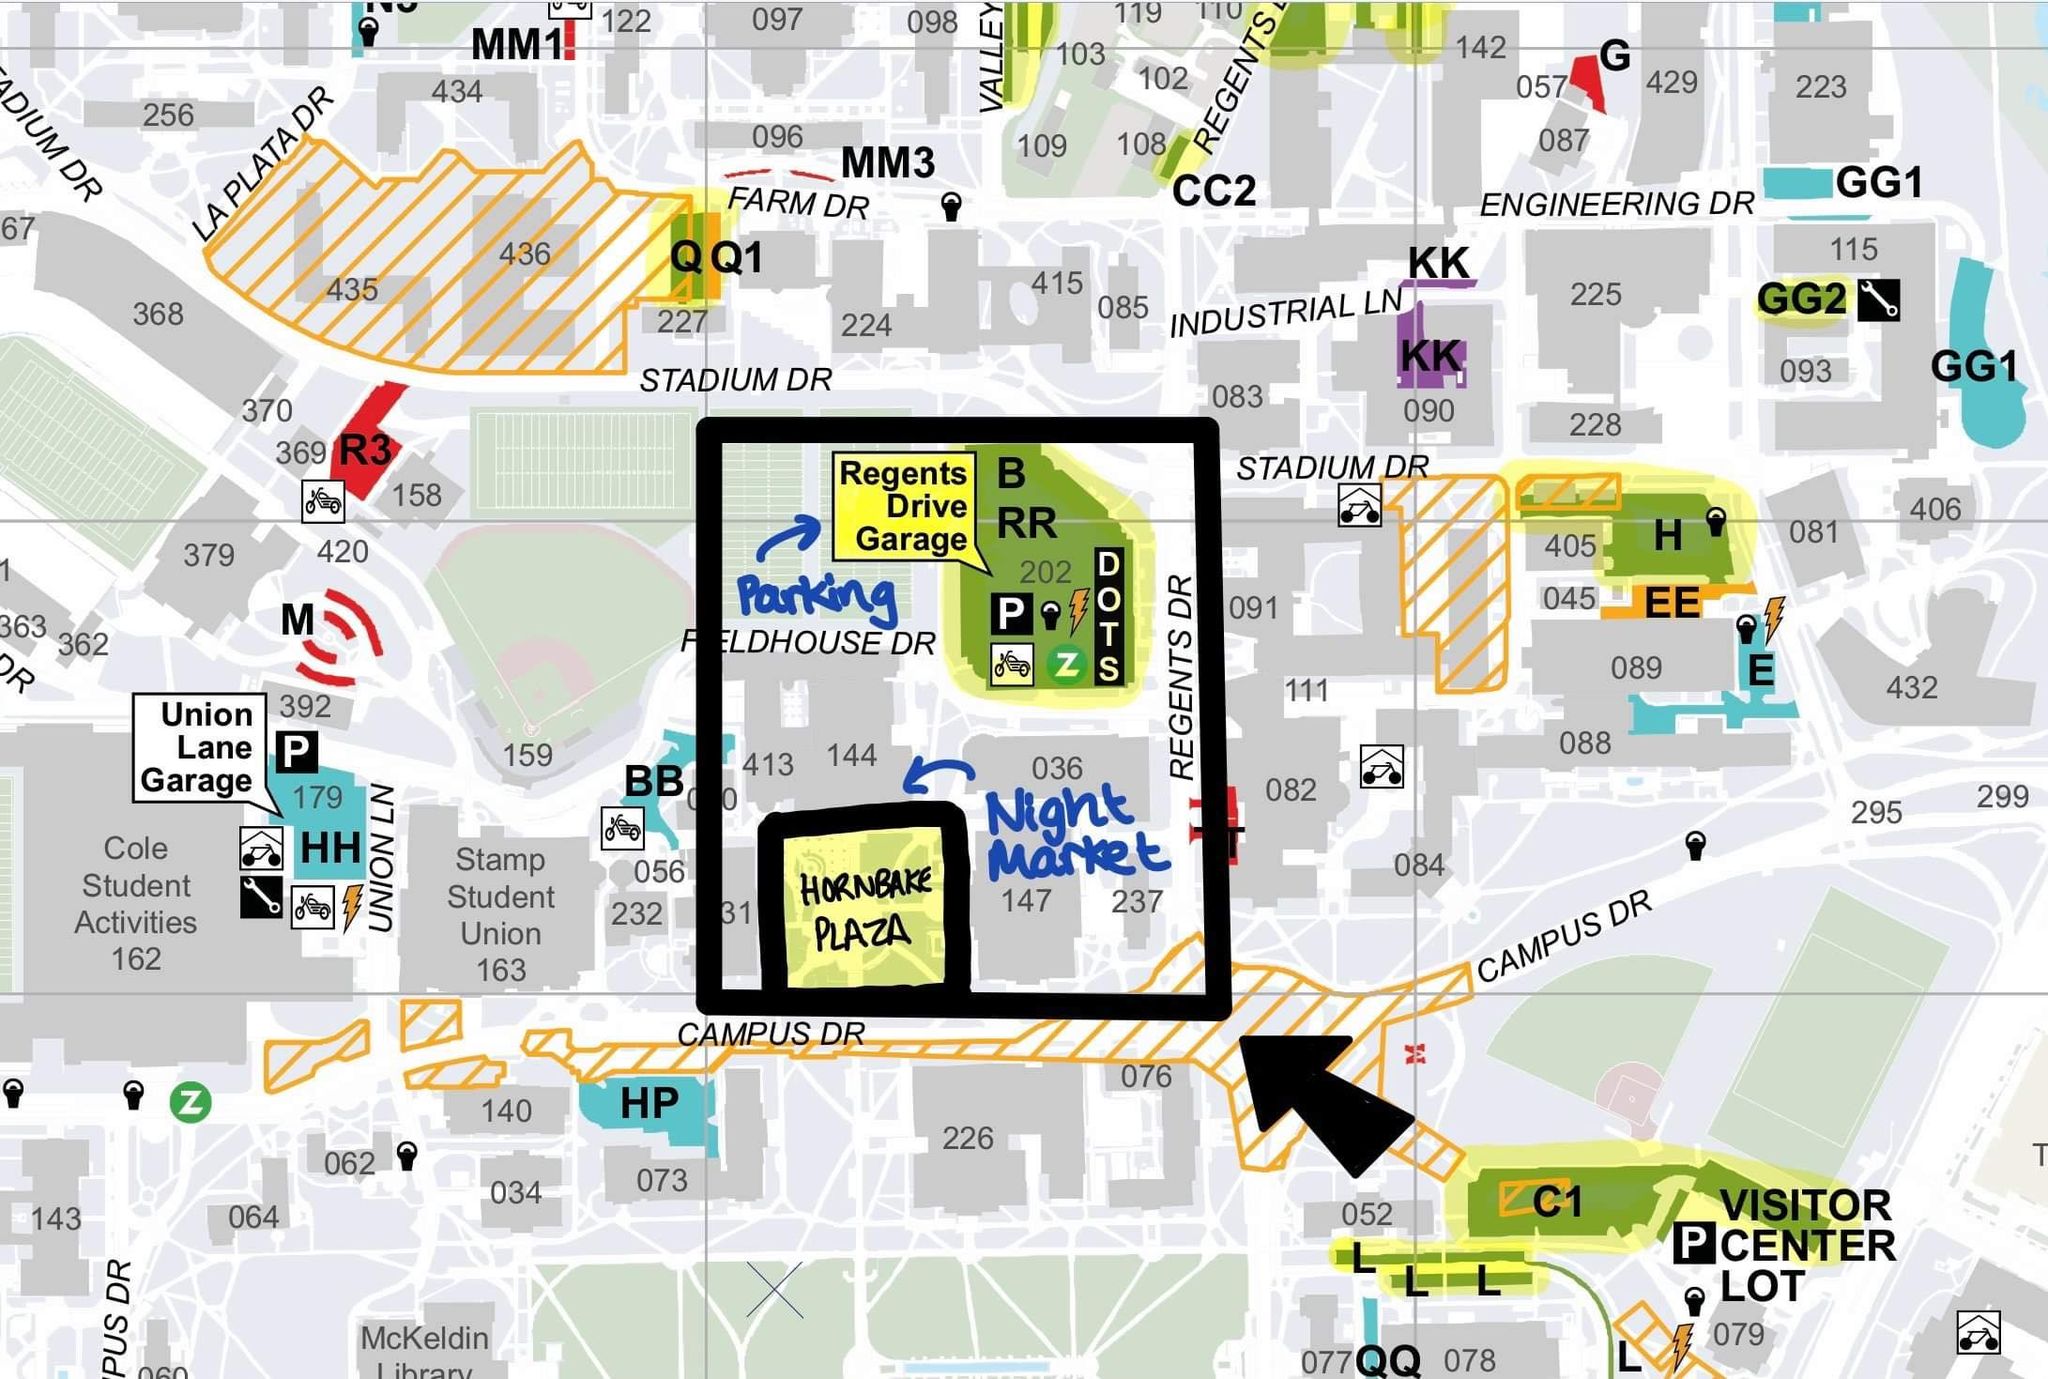 N5
MM1
122
097
098
VALLEY
119
110
REGENTS
103
102
142
G
057
429
223
STADIUM DR
256
LA PLATA DR
434
096
MM3
109
108
087
CC2
GG1
FARM DR
ENGINEERING DR
67
436
Q Q1
415
KK
115
368
435
227
224
085
INDUSTRIAL LN
225
GG2
KK
GG1
STADIUM DR
083
090
093
370
228
369
R3
158
STADIUM DR
Regents
Drive
Garage
B
RR
202
P
Z
DOTS
Parking
REGENTS DR
379
420
091
405
H
081
406
045
EE
M
363
362
FIELDHOUSE DR
111
089
E
432
392
Union
Lane
Garage
P
179
HH
UNION LN
159
BB
413
144
036
088
082
295
299
Night
Market
056
084
Cole
Student
Activities
162
Stamp
Student
Union
163
232
31
HORNBAKE
PLAZA
147
237
CAMPUS DR
CAMPUS DR
076
Z
140
HP
226
062
034
073
143
064
052
C1
VISITOR
P CENTER
LOT
L
L
L
PUS DR
McKeldin
Library
060
077
QQ
078
L
079